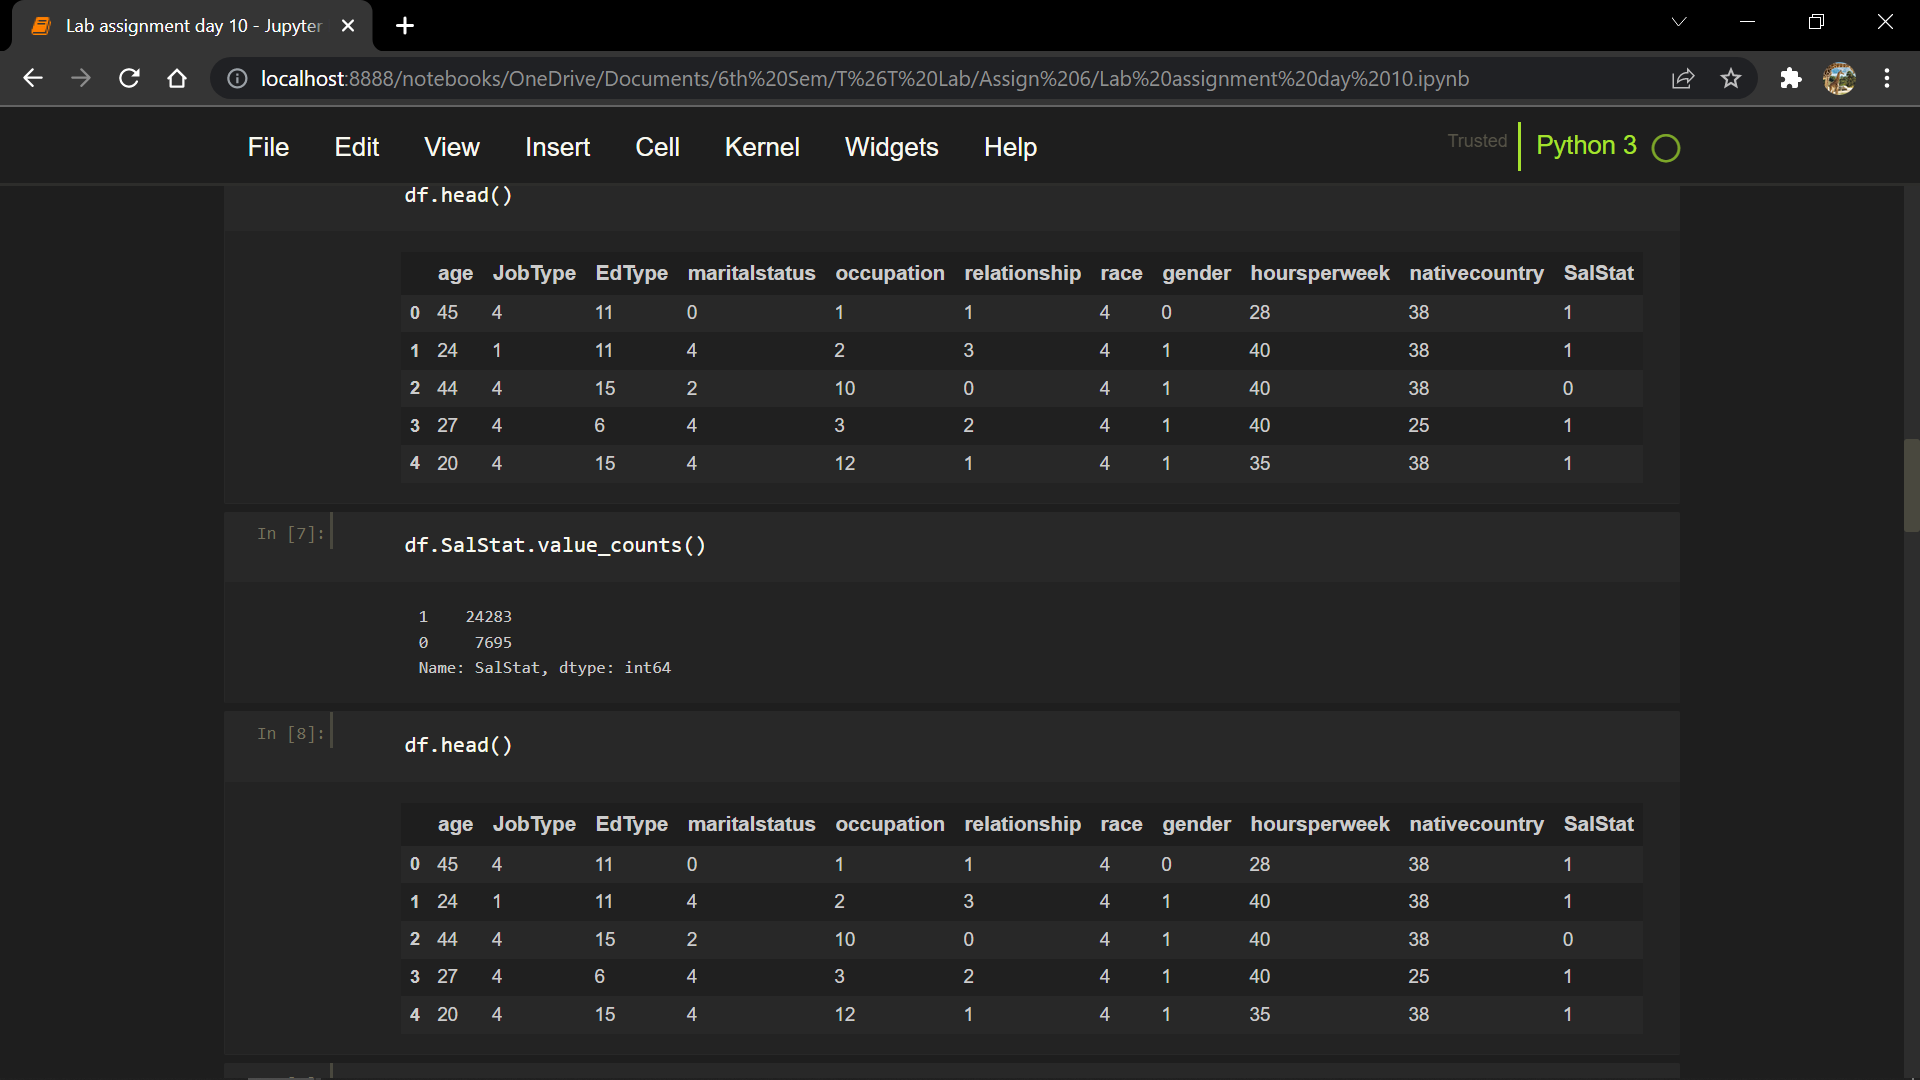 Lab assignment day 10 - Jupyter
localhost:8888/notebooks/OneDrive/Documents/6th%20Sem/T%26T%20Lab/Assign%206/Lab%20assignment%20day%2010.ipynb
File Edit View Insert Cell Kernel Widgets Help Trusted Python 3
df.head()
age JobType EdType maritalstatus occupation relationship race gender hoursperweek nativecountry SalStat
0 45 4 11 0 1 1 4 0 28 38 1
1 24 1 11 4 2 3 4 1 40 38 1
2 44 4 15 2 10 0 4 1 40 38 0
3 27 4 6 4 3 2 4 1 40 25 1
4 20 4 15 4 12 1 4 1 35 38 1
In [7]: df.SalStat.value_counts()
1 24283
0 7695
Name: SalStat, dtype: int64
In [8]: df.head()
age JobType EdType maritalstatus occupation relationship race gender hoursperweek nativecountry SalStat
0 45 4 11 0 1 1 4 0 28 38 1
1 24 1 11 4 2 3 4 1 40 38 1
2 44 4 15 2 10 0 4 1 40 38 0
3 27 4 6 4 3 2 4 1 40 25 1
4 20 4 15 4 12 1 4 1 35 38 1